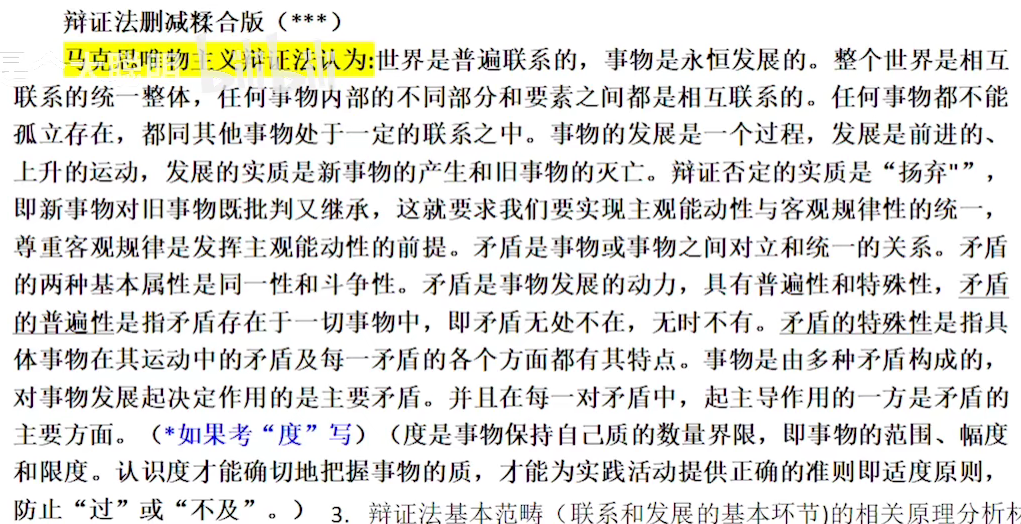 辩证法删减糅合版（***）
马克思唯物主义辩证法认为:世界是普遍联系的，事物是永恒发展的。整个世界是相互
联系的统一整体，任何事物内部的不同部分和要素之间都是相互联系的。任何事物都不能
孤立存在，都同其他事物处于一定的联系之中。事物的发展是一个过程，发展是前进的、
上升的运动，发展的实质是新事物的产生和旧事物的灭亡。辩证否定的实质是“扬弃"”，
即新事物对旧事物既批判又继承，这就要求我们要实现主观能动性与客观规律性的统一，
尊重客观规律是发挥主观能动性的前提。矛盾是事物或事物之间对立和统一的关系。矛盾
的两种基本属性是同一性和斗争性。矛盾是事物发展的动力，具有普遍性和特殊性，矛盾
的普遍性是指矛盾存在于一切事物中，即矛盾无处不在，无时不有。矛盾的特殊性是指具
体事物在其运动中的矛盾及每一矛盾的各个方面都有其特点。事物是由多种矛盾构成的，
对事物发展起决定作用的是主要矛盾。并且在每一对矛盾中，起主导作用的一方是矛盾的
主要方面。（*如果考“度”写）（度是事物保持自己质的数量界限，即事物的范围、幅度
和限度。认识度才能确切地把握事物的质，才能为实践活动提供正确的准则即适度原则，
防止“过”或“不及”。） 3. 辩证法基本范畴（联系和发展的基本环节)的相关原理分析材